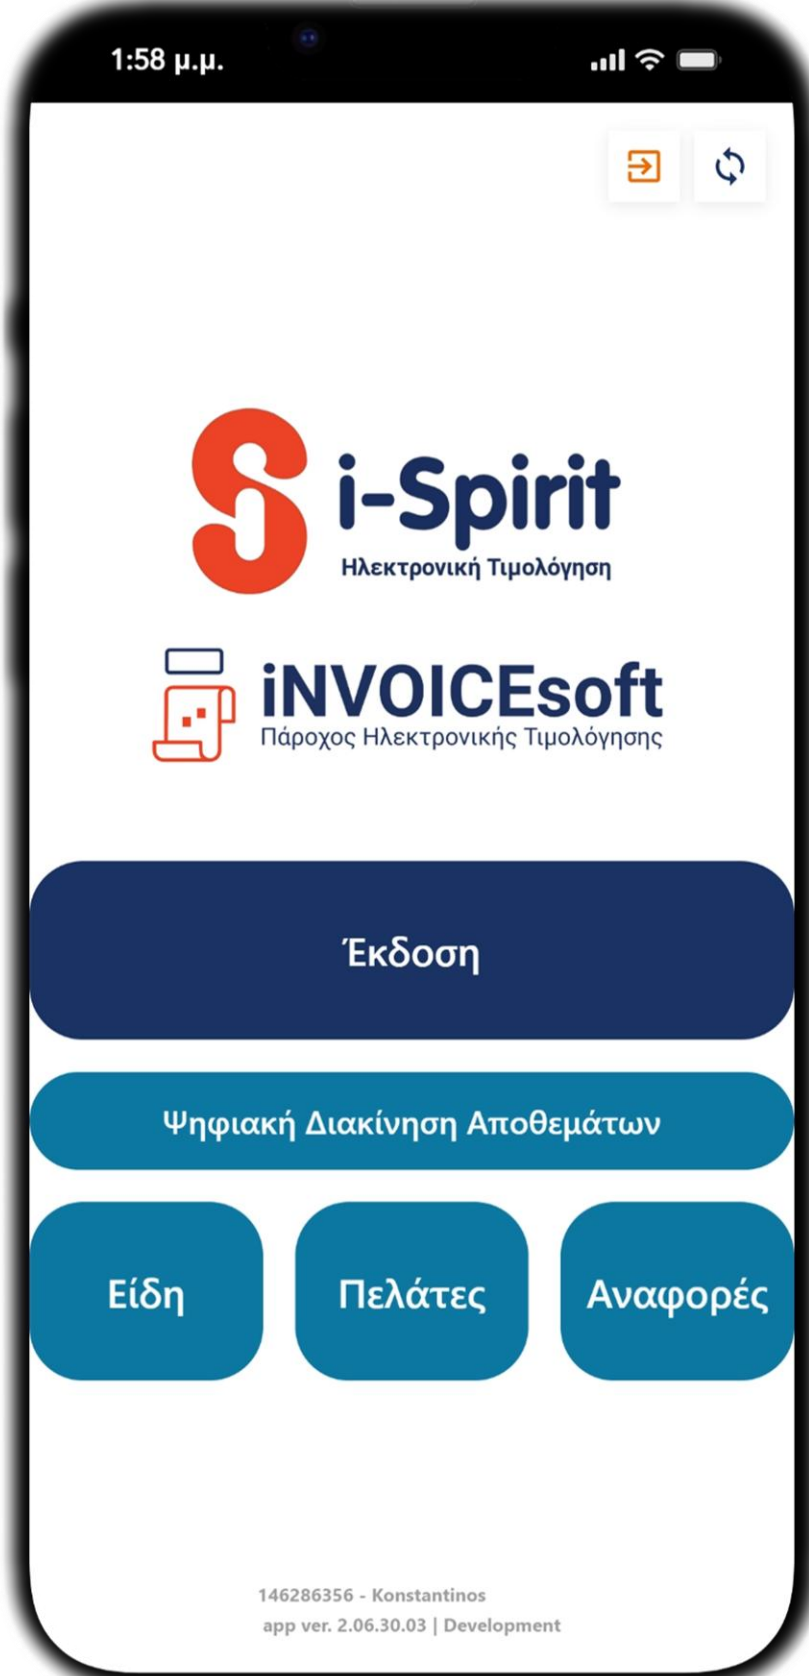 1:58 μ.μ.
i-Spirit
Ηλεκτρονική Τιμολόγηση
iNVOICEsoft
Πάροχος Ηλεκτρονικής Τιμολόγησης
Έκδοση
Ψηφιακή Διακίνηση Αποθεμάτων
Είδη
Πελάτες
Αναφορές
146286356 - Konstantinos
app ver. 2.06.30.03 | Development